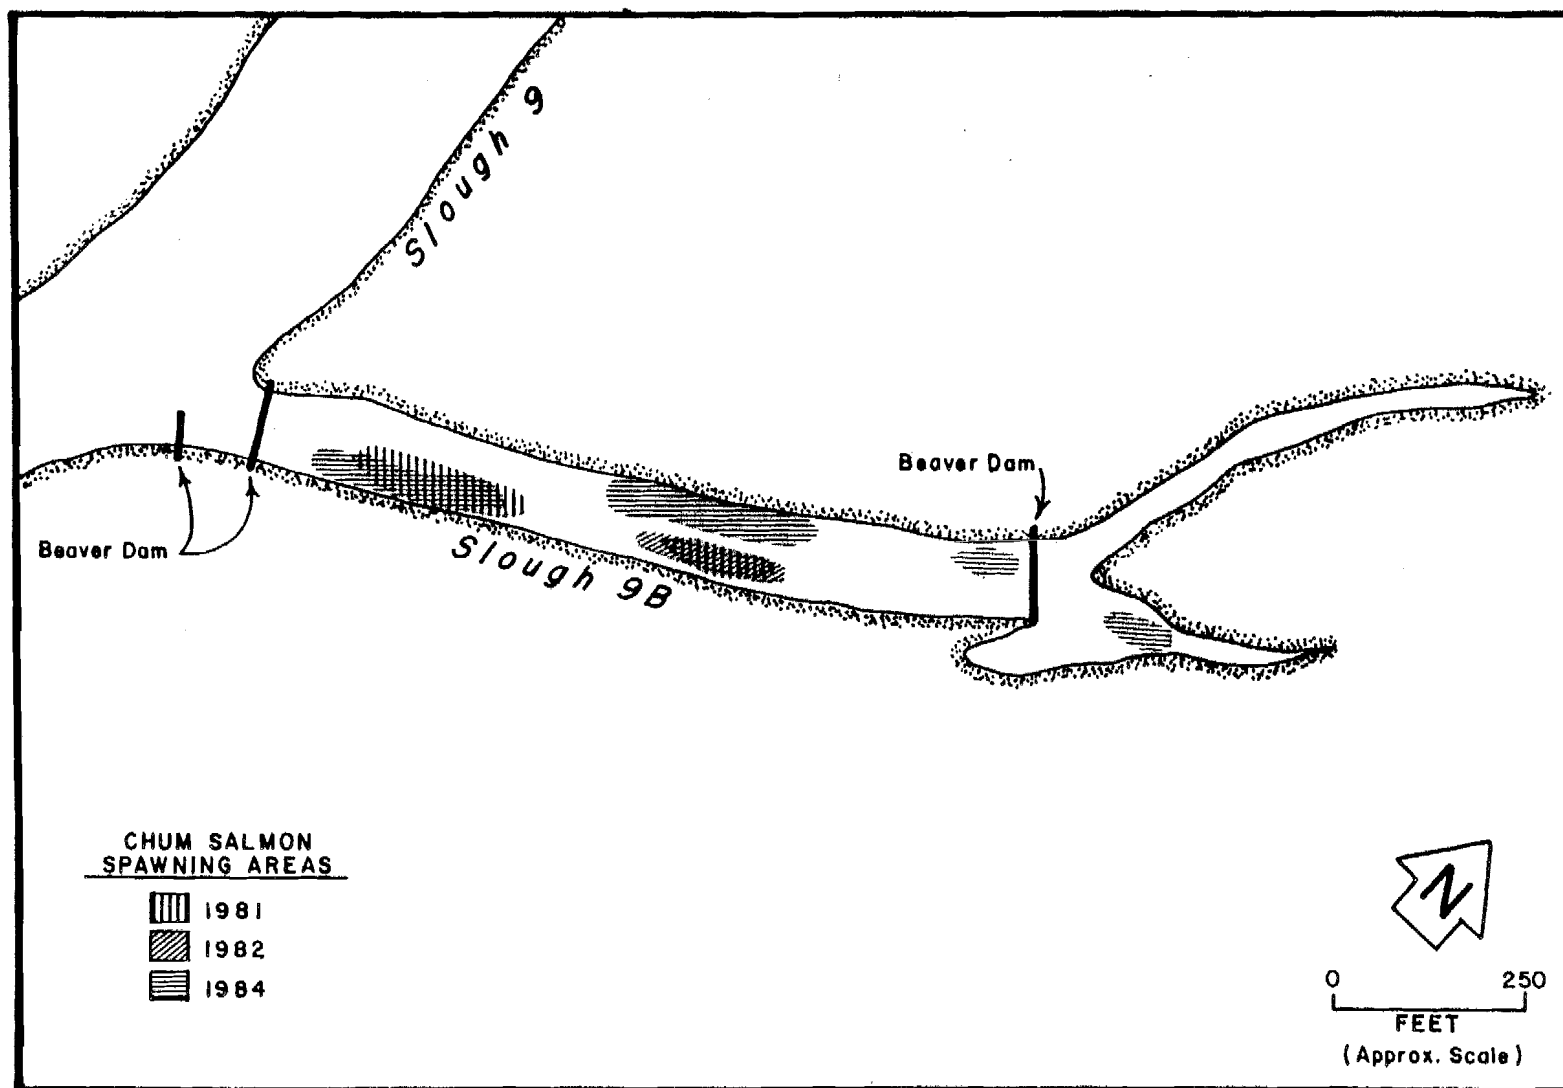 Slough 9
Beaver Dam
Beaver Dam
Slough 9B
CHUM SALMON
SPAWNING AREAS
1981
1982
1984
N
0 250
FEET
(Approx. Scale)